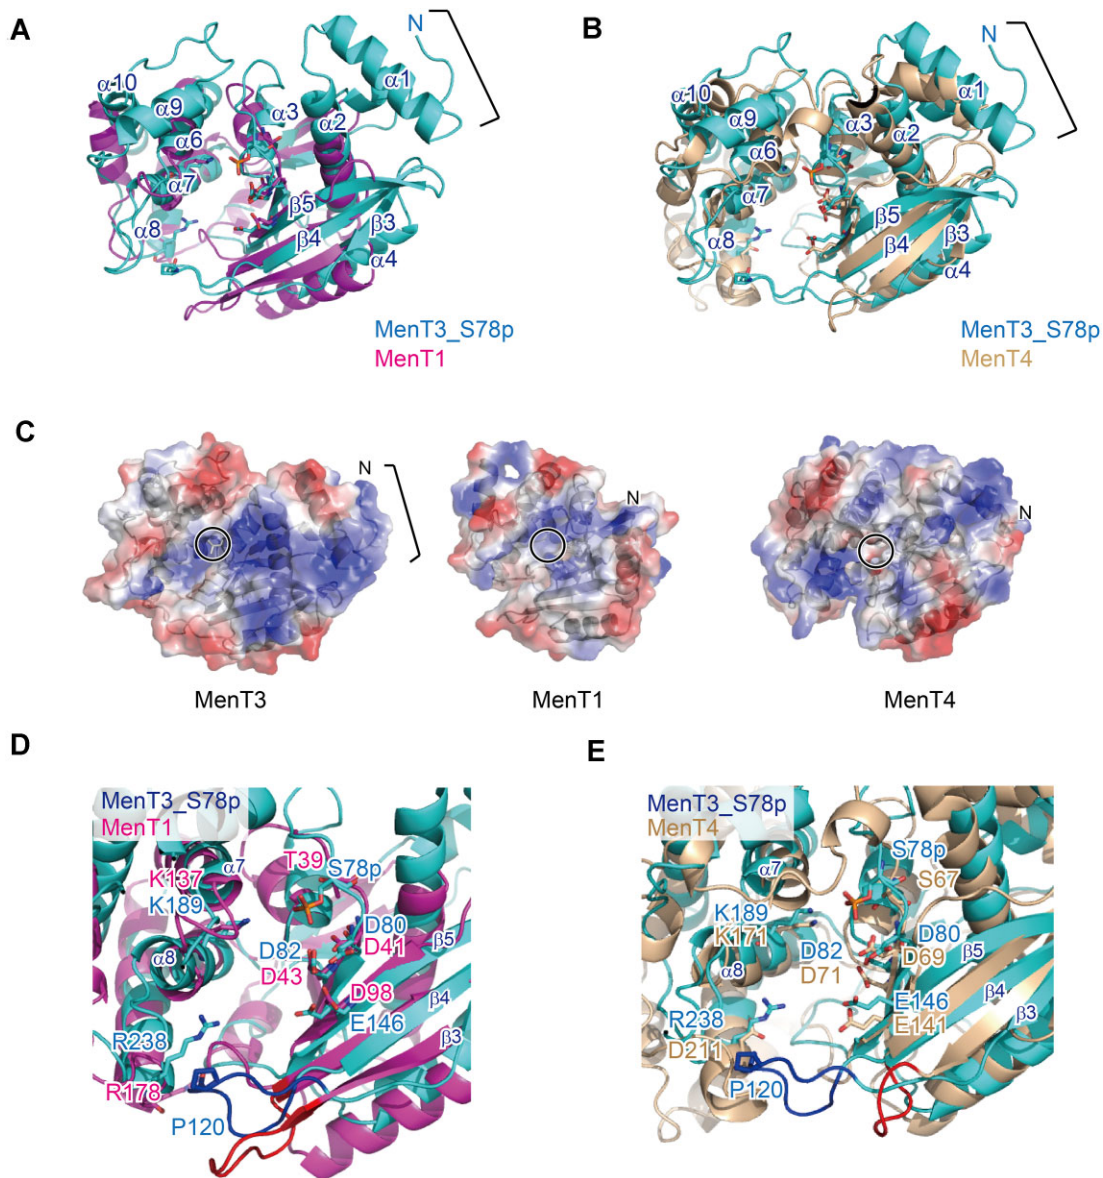 A
N
α10
α9
α3
α1
α6
α2
α7
β5
α8
β4
β3
α4
MenT3_S78p
MenT1
B
N
α10
α1
α9
α3
α2
α6
α7
β5
α8
β4
β3
α4
MenT3_S78p
MenT4
C
N
N
N
MenT3
MenT1
MenT4
D
MenT3_S78p
MenT1
α7
T39
K137
S78p
K189
D80
D82
D41
β5
α8
D43
D98
β4
E146
β3
R238
R178
P120
E
MenT3_S78p
MenT4
α7
S78p
S67
K189
D80
K171
D82
D69
β5
α8
D71
E146
β4
R238
E141
β3
D211
P120